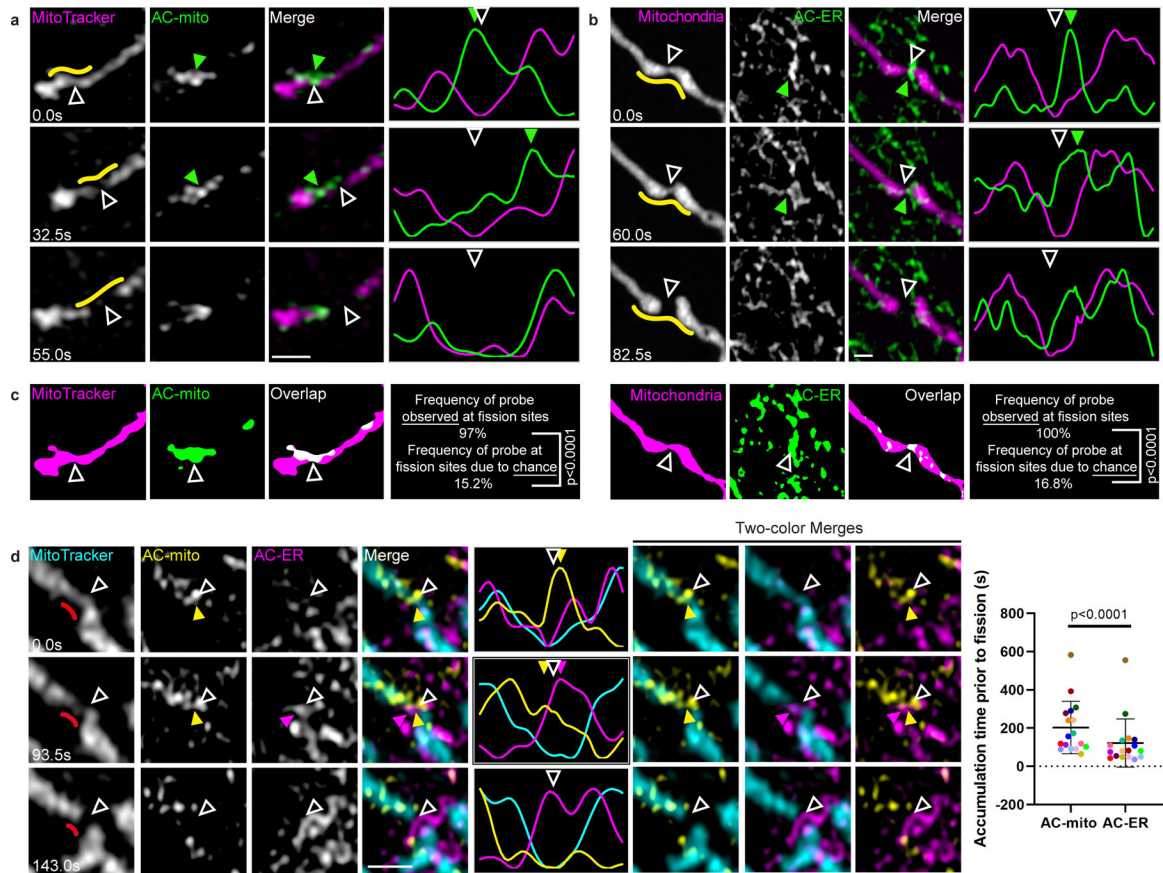 a
MitoTracker
AC-mito
Merge
0.0s
32.5s
55.0s
b
Mitochondria
AC-ER
Merge
0.0s
60.0s
82.5s
c
MitoTracker
AC-mito
Overlap
Frequency of probe
observed at fission sites
97%
Frequency of probe at
fission sites due to chance
15.2%
p<0.0001
Mitochondria
AC-ER
Overlap
Frequency of probe
observed at fission sites
100%
Frequency of probe at
fission sites due to chance
16.8%
p<0.0001
Two-color Merges
d
MitoTracker
AC-mito
AC-ER
Merge
0.0s
93.5s
143.0s
Accumulation time prior to fission (s)
800
600
400
200
0
-200
p<0.0001
AC-mito
AC-ER